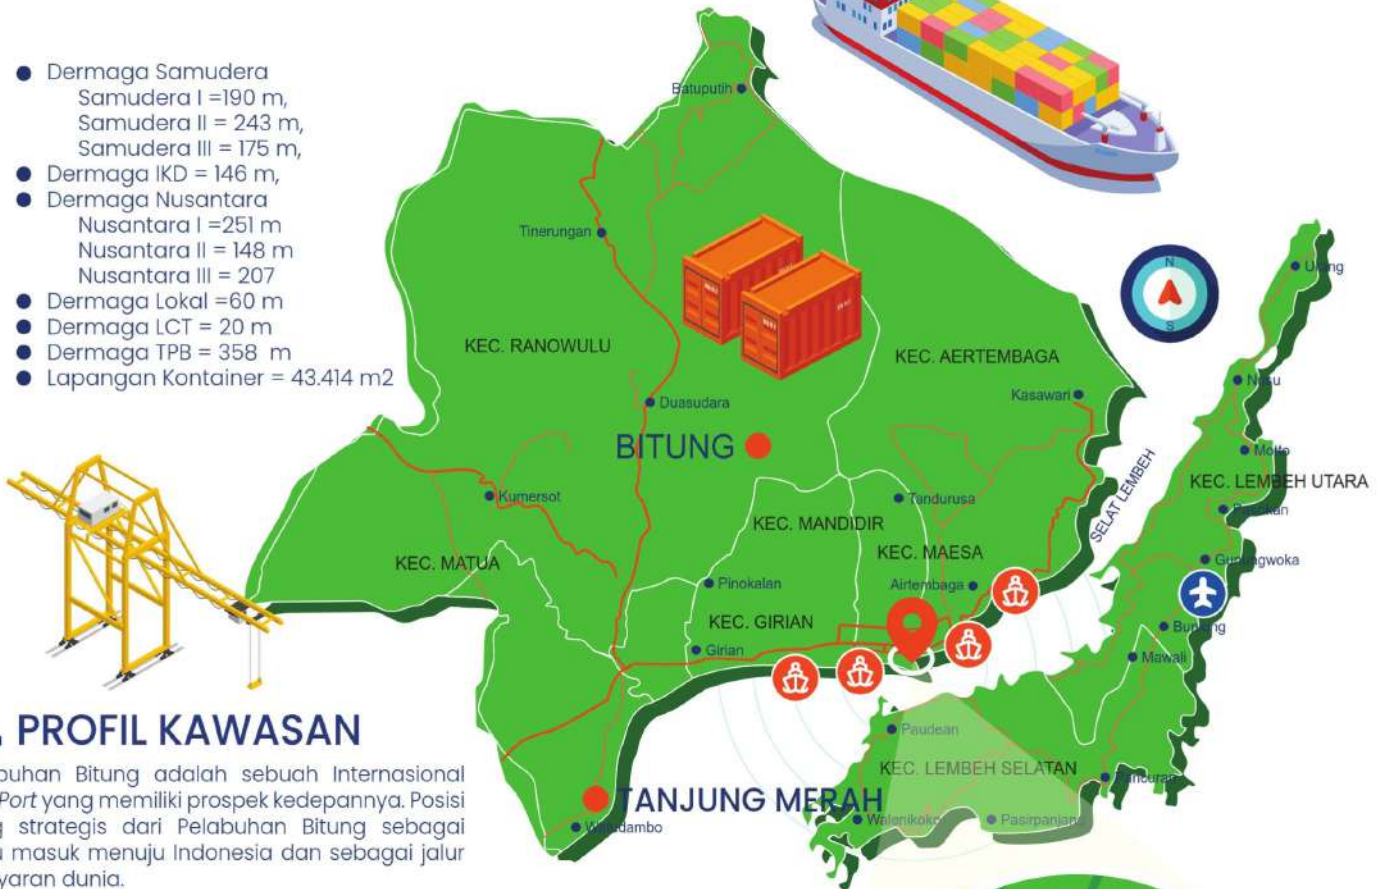 Dermaga Samudera
Samudera I =190 m,
Samudera II = 243 m,
Samudera III = 175 m,
Dermaga IKD = 146 m,
Dermaga Nusantara
Nusantara I =251 m
Nusantara II = 148 m
Nusantara III = 207
Dermaga Lokal =60 m
Dermaga LCT = 20 m
Dermaga TPB = 358 m
Lapangan Kontainer = 43.414 m2
Batuputih
Tinerungan
N
S
KEC. RANOWULU
KEC. AERTEMBAGA
Kasawari
Duasudara
BITUNG
SELAT LEMBEH
KEC. LEMBEH UTARA
Kumersot
Tandurusa
KEC. MANDIDIR
KEC. MAESA
KEC. MATUA
Pinokalan
Airtembaga
KEC. GIRIAN
Girian
Mawali
Paudean
KEC. LEMBEH SELATAN
Pancuran
TANJUNG MERAH
Walenikoko
Pasirpanjang
PROFIL KAWASAN
buhan Bitung adalah sebuah Internasional
Port yang memiliki prospek kedepannya. Posisi
strategis dari Pelabuhan Bitung sebagai
masuk menuju Indonesia dan sebagai jalur
yaran dunia.